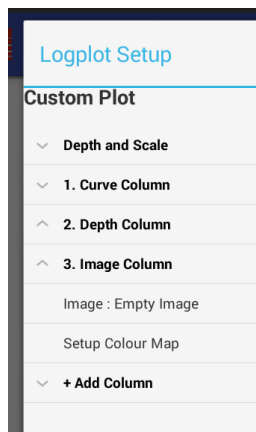 Logplot Setup
Custom Plot
Depth and Scale
1. Curve Column
2. Depth Column
3. Image Column
Image : Empty Image
Setup Colour Map
+ Add Column